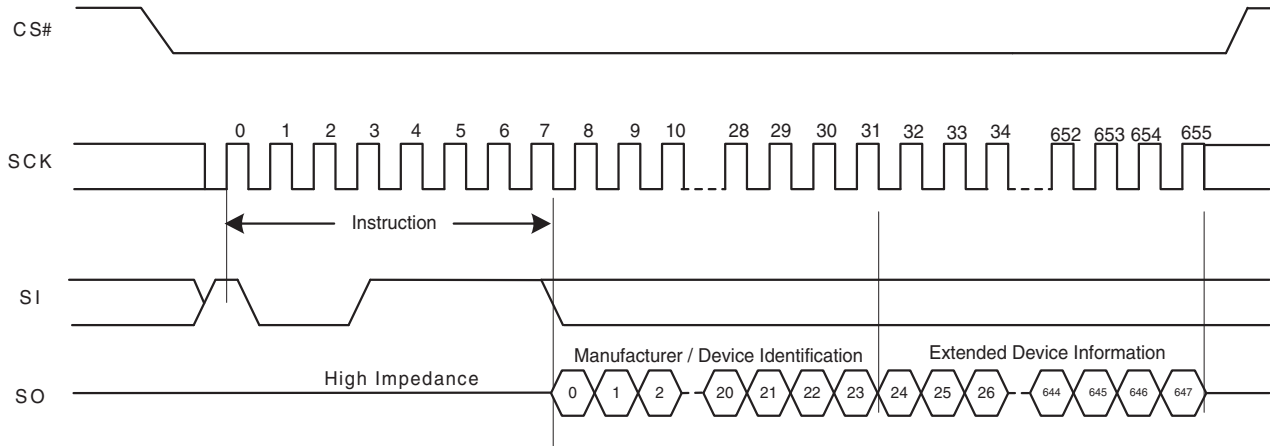 CS#
0 1 2 3 4 5 6 7 8 9 10 28 29 30 31 32 33 34 652 653 654 655
SCK
Instruction
SI
Manufacturer / Device Identification Extended Device Information
High Impedance
SO 0 1 2 20 21 22 23 24 25 26 644 645 646 647